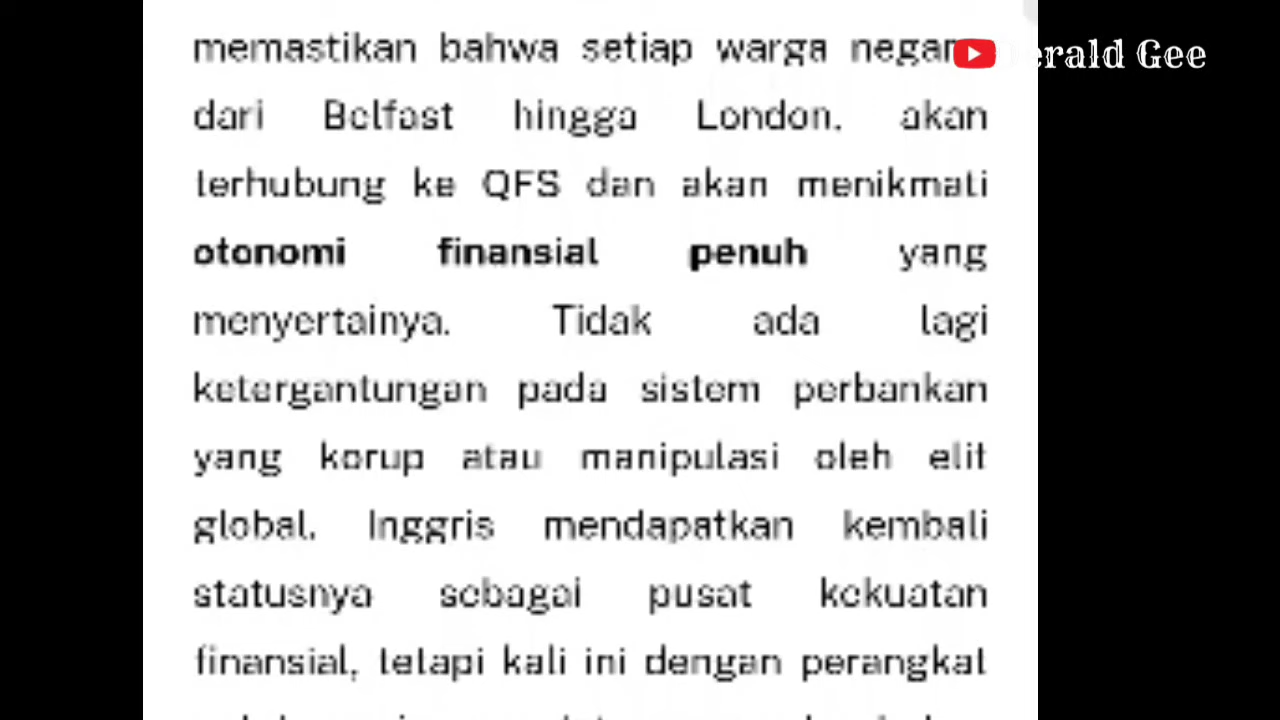 memastikan bahwa setiap warga negara
erald Gee
dari Belfast hingga London, akan
terhubung ke QFS dan akan menikmati
otonomi finansial penuh yang
menyertainya. Tidak ada lagi
ketergantungan pada sistem perbankan
yang korup atau manipulasi oleh elit
global. Inggris mendapatkan kembali
statusnya sebagai pusat kekuatan
finansial, tetapi kali ini dengan perangkat